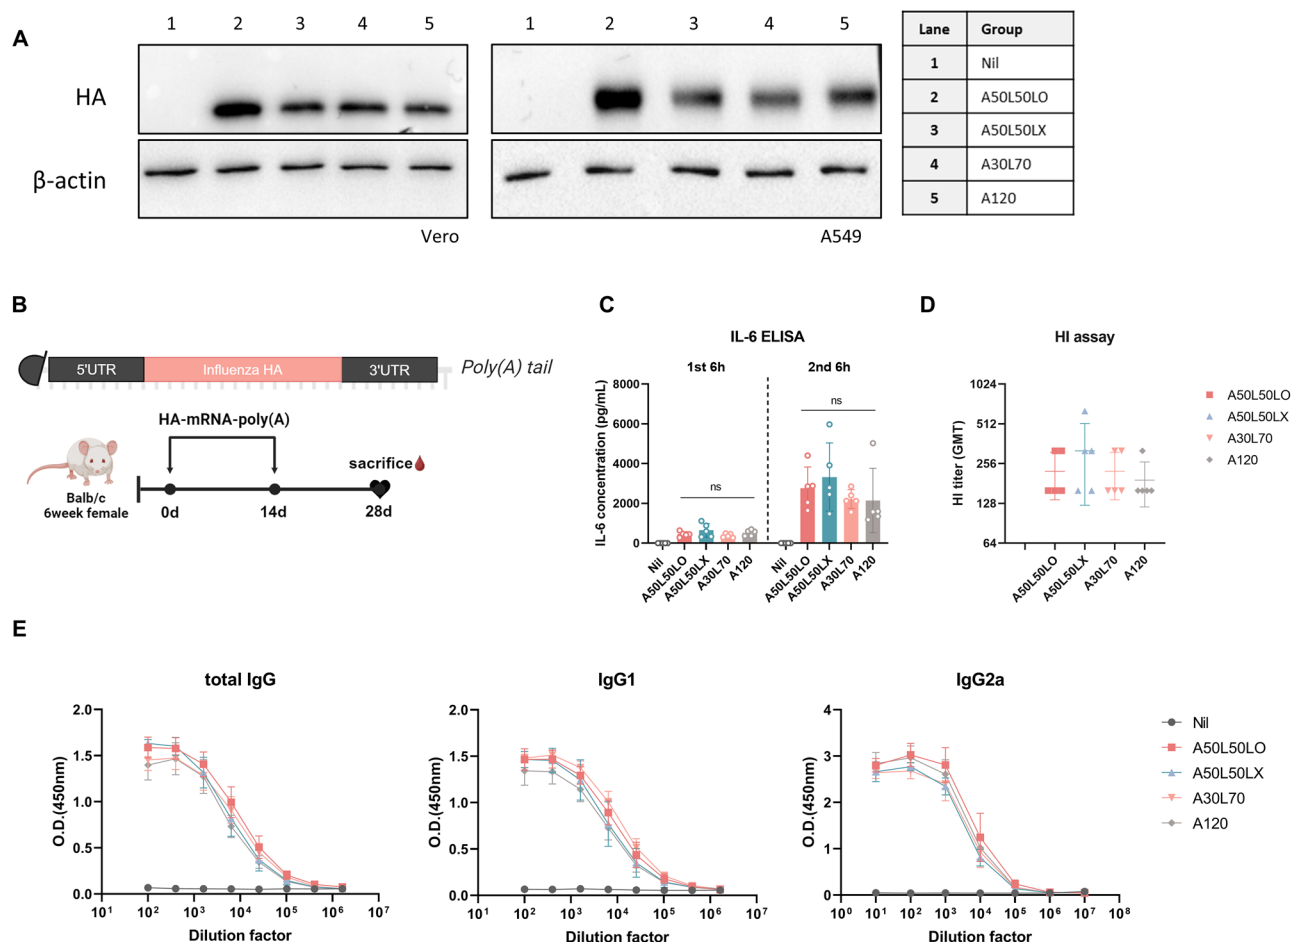 A
1 2 3 4 5
1 2 3 4 5
HA
β-actin
Vero
A549
Lane Group
1 Nil
2 A50L50LO
3 A50L50LX
4 A30L70
5 A120
B
5'UTR Influenza HA 3'UTR Poly(A) tail
HA-mRNA-poly(A)
sacrifice
Balb/c
6week female
0d 14d 28d
C
IL-6 ELISA
1st 6h 2nd 6h
IL-6 concentration (pg/mL)
8000
6000
4000
2000
0
ns
ns
Nil A50L50LO A50L50LX A30L70 A120
Nil A50L50LO A50L50LX A30L70 A120
D
HI assay
HI titer (GMT)
1024
512
256
128
64
A50L50LO A50L50LX A30L70 A120
A50L50LO
A50L50LX
A30L70
A120
E
total IgG
O.D.(450nm)
2.0
1.5
1.0
0.5
0.0
10¹ 10² 10³ 10⁴ 10⁵ 10⁶ 10⁷
Dilution factor
IgG1
O.D.(450nm)
2.0
1.5
1.0
0.5
0.0
10¹ 10² 10³ 10⁴ 10⁵ 10⁶ 10⁷
Dilution factor
IgG2a
O.D.(450nm)
4
3
2
1
0
10⁰ 10¹ 10² 10³ 10⁴ 10⁵ 10⁶ 10⁷ 10⁸
Dilution factor
Nil
A50L50LO
A50L50LX
A30L70
A120